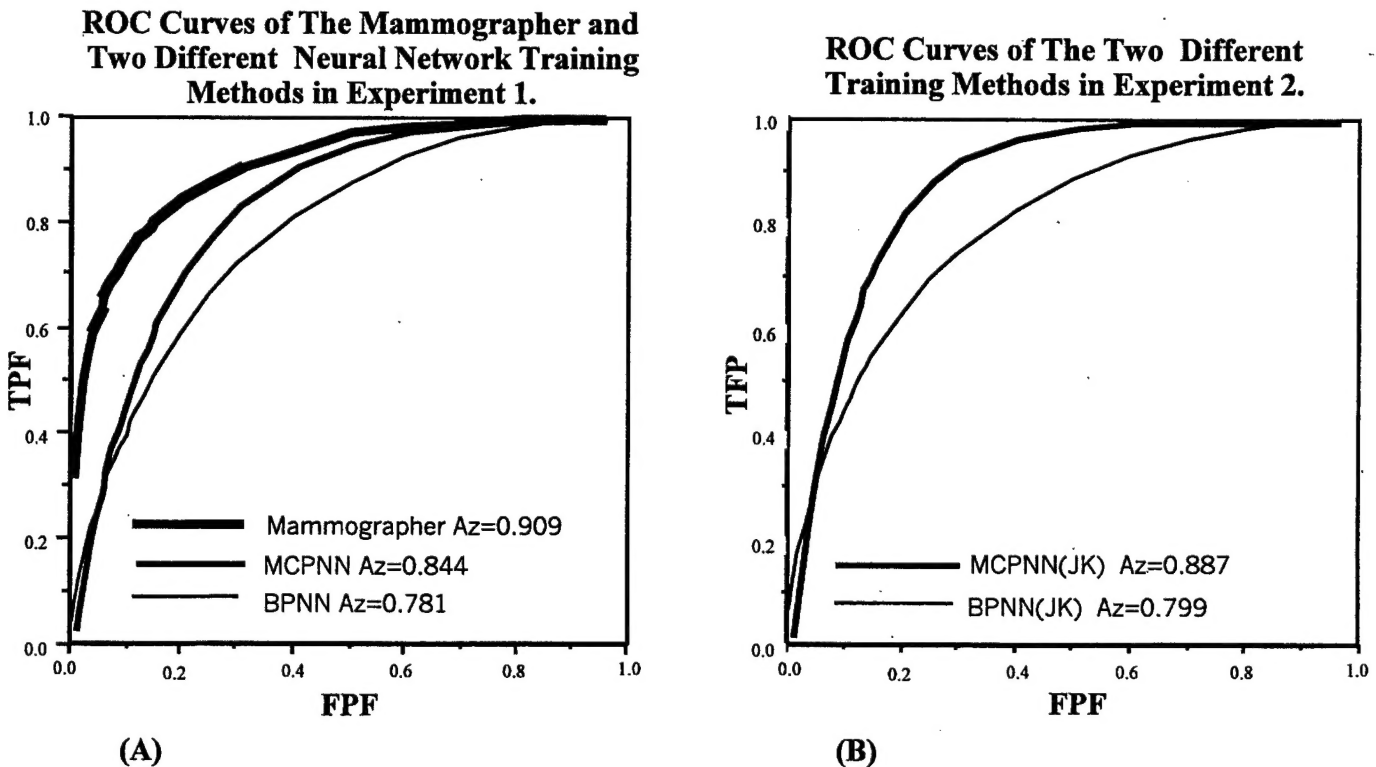 ROC Curves of The Mammographer and
Two Different Neural Network Training
Methods in Experiment 1.
1.0
0.8
0.6
0.4
0.2
0.0
TPF
Mammographer Az=0.909
MCPNN Az=0.844
BPNN Az=0.781
0.0 0.2 0.4 0.6 0.8 1.0
FPF
(A)
ROC Curves of The Two Different
Training Methods in Experiment 2.
1.0
0.8
0.6
0.4
0.2
0.0
TFP
MCPNN(JK) Az=0.887
BPNN(JK) Az=0.799
0.0 0.2 0.4 0.6 0.8 1.0
FPF
(B)